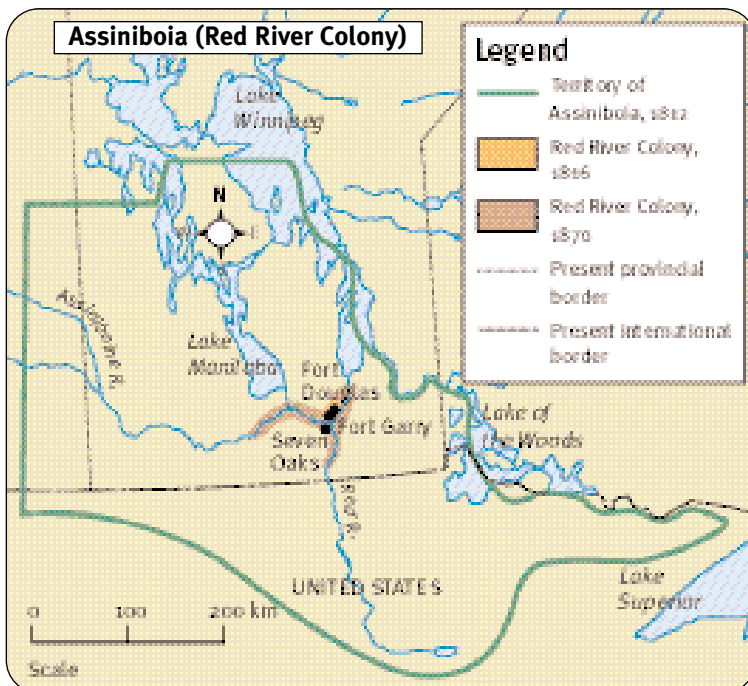 Assiniboia (Red River Colony)
Legend
Territory of
Assiniboia, 1812
Red River Colony,
1816
Red River Colony,
1870
Present provincial
border
Present international
border
Lake
Winnipeg
N
W
E
S
Assiniboine R.
Lake
Manitoba
Fort
Douglas
Fort Garry
Seven
Oaks
Lake of
the Woods
Red R.
UNITED STATES
Lake
Superior
0 100 200 km
Scale